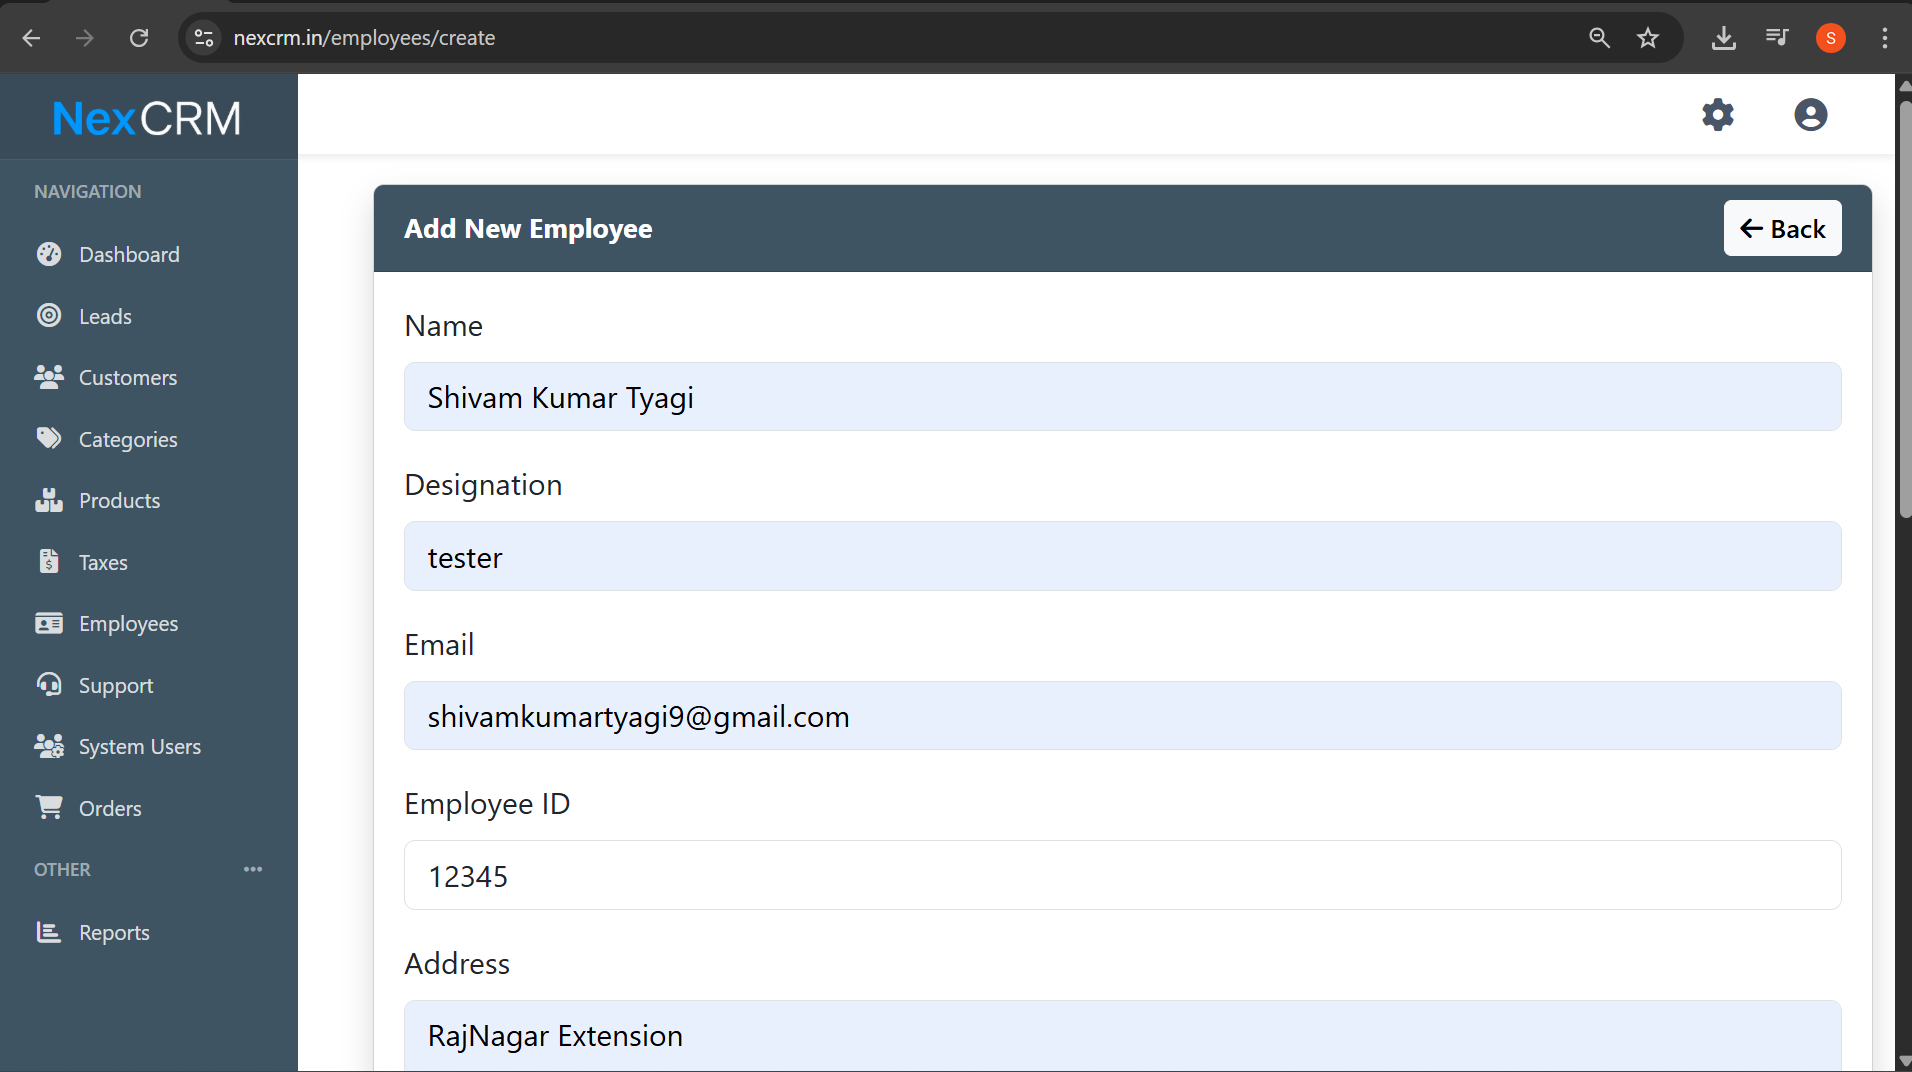 nexcrm.in/employees/create
S
NexCRM
NAVIGATION
Dashboard
Leads
Customers
Categories
Products
Taxes
Employees
Support
System Users
Orders
OTHER
Reports
Add New Employee
Back
Name
Shivam Kumar Tyagi
Designation
tester
Email
shivamkumartyagi9@gmail.com
Employee ID
12345
Address
RajNagar Extension